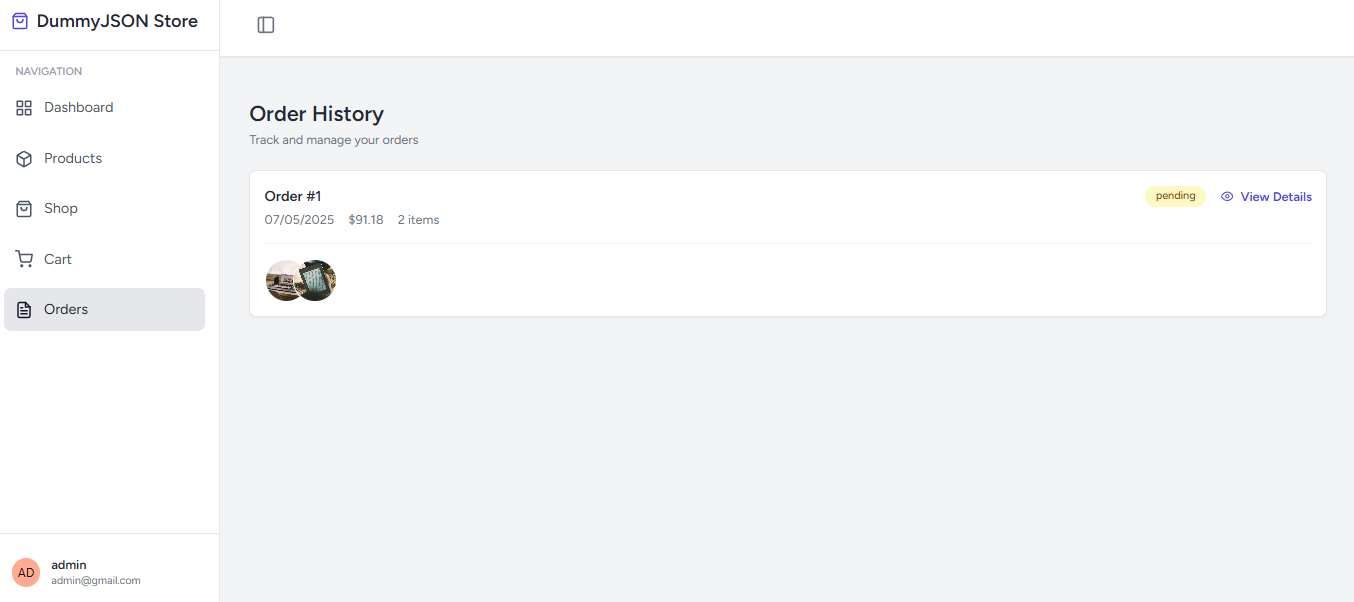 DummyJSON Store
NAVIGATION
Dashboard
Products
Shop
Cart
Orders
AD
admin
admin@gmail.com
Order History
Track and manage your orders
Order #1
pending
View Details
07/05/2025 $91.18 2 items